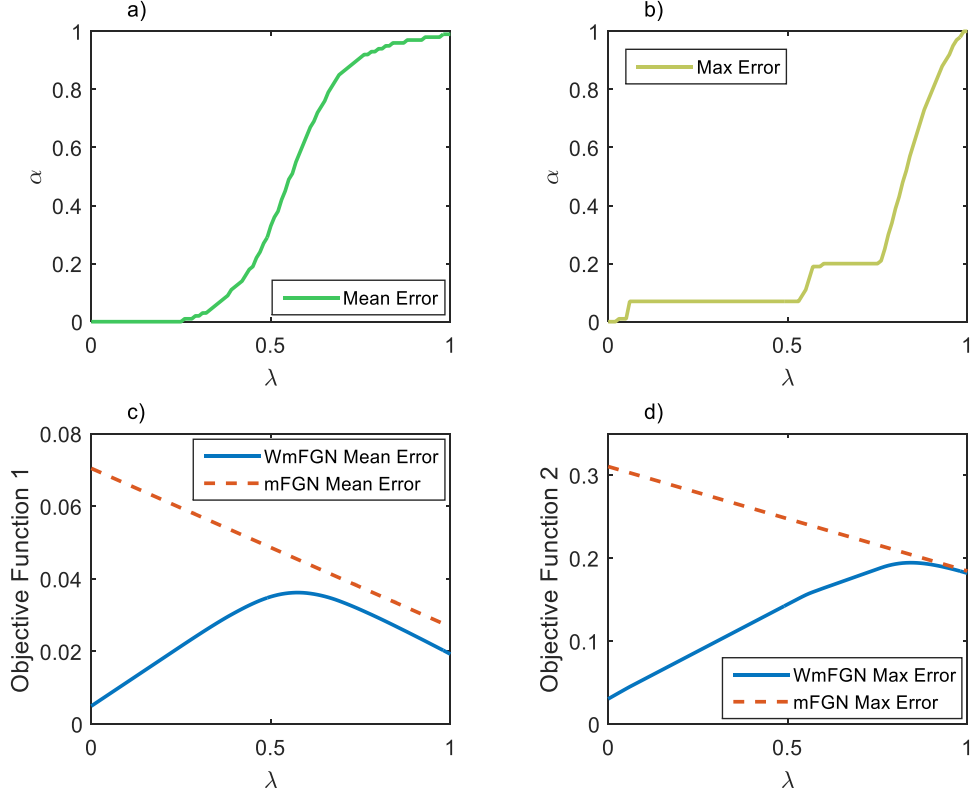 a)
1
0.8
0.6
0.4
0.2
0
α
Mean Error
0
0.5
1
λ
b)
1
0.8
0.6
0.4
0.2
0
α
Max Error
0
0.5
1
λ
c)
0.08
0.06
0.04
0.02
0
Objective Function 1
WmFGN Mean Error
mFGN Mean Error
0
0.5
1
λ
d)
0.3
0.2
0.1
0
Objective Function 2
WmFGN Max Error
mFGN Max Error
0
0.5
1
λ